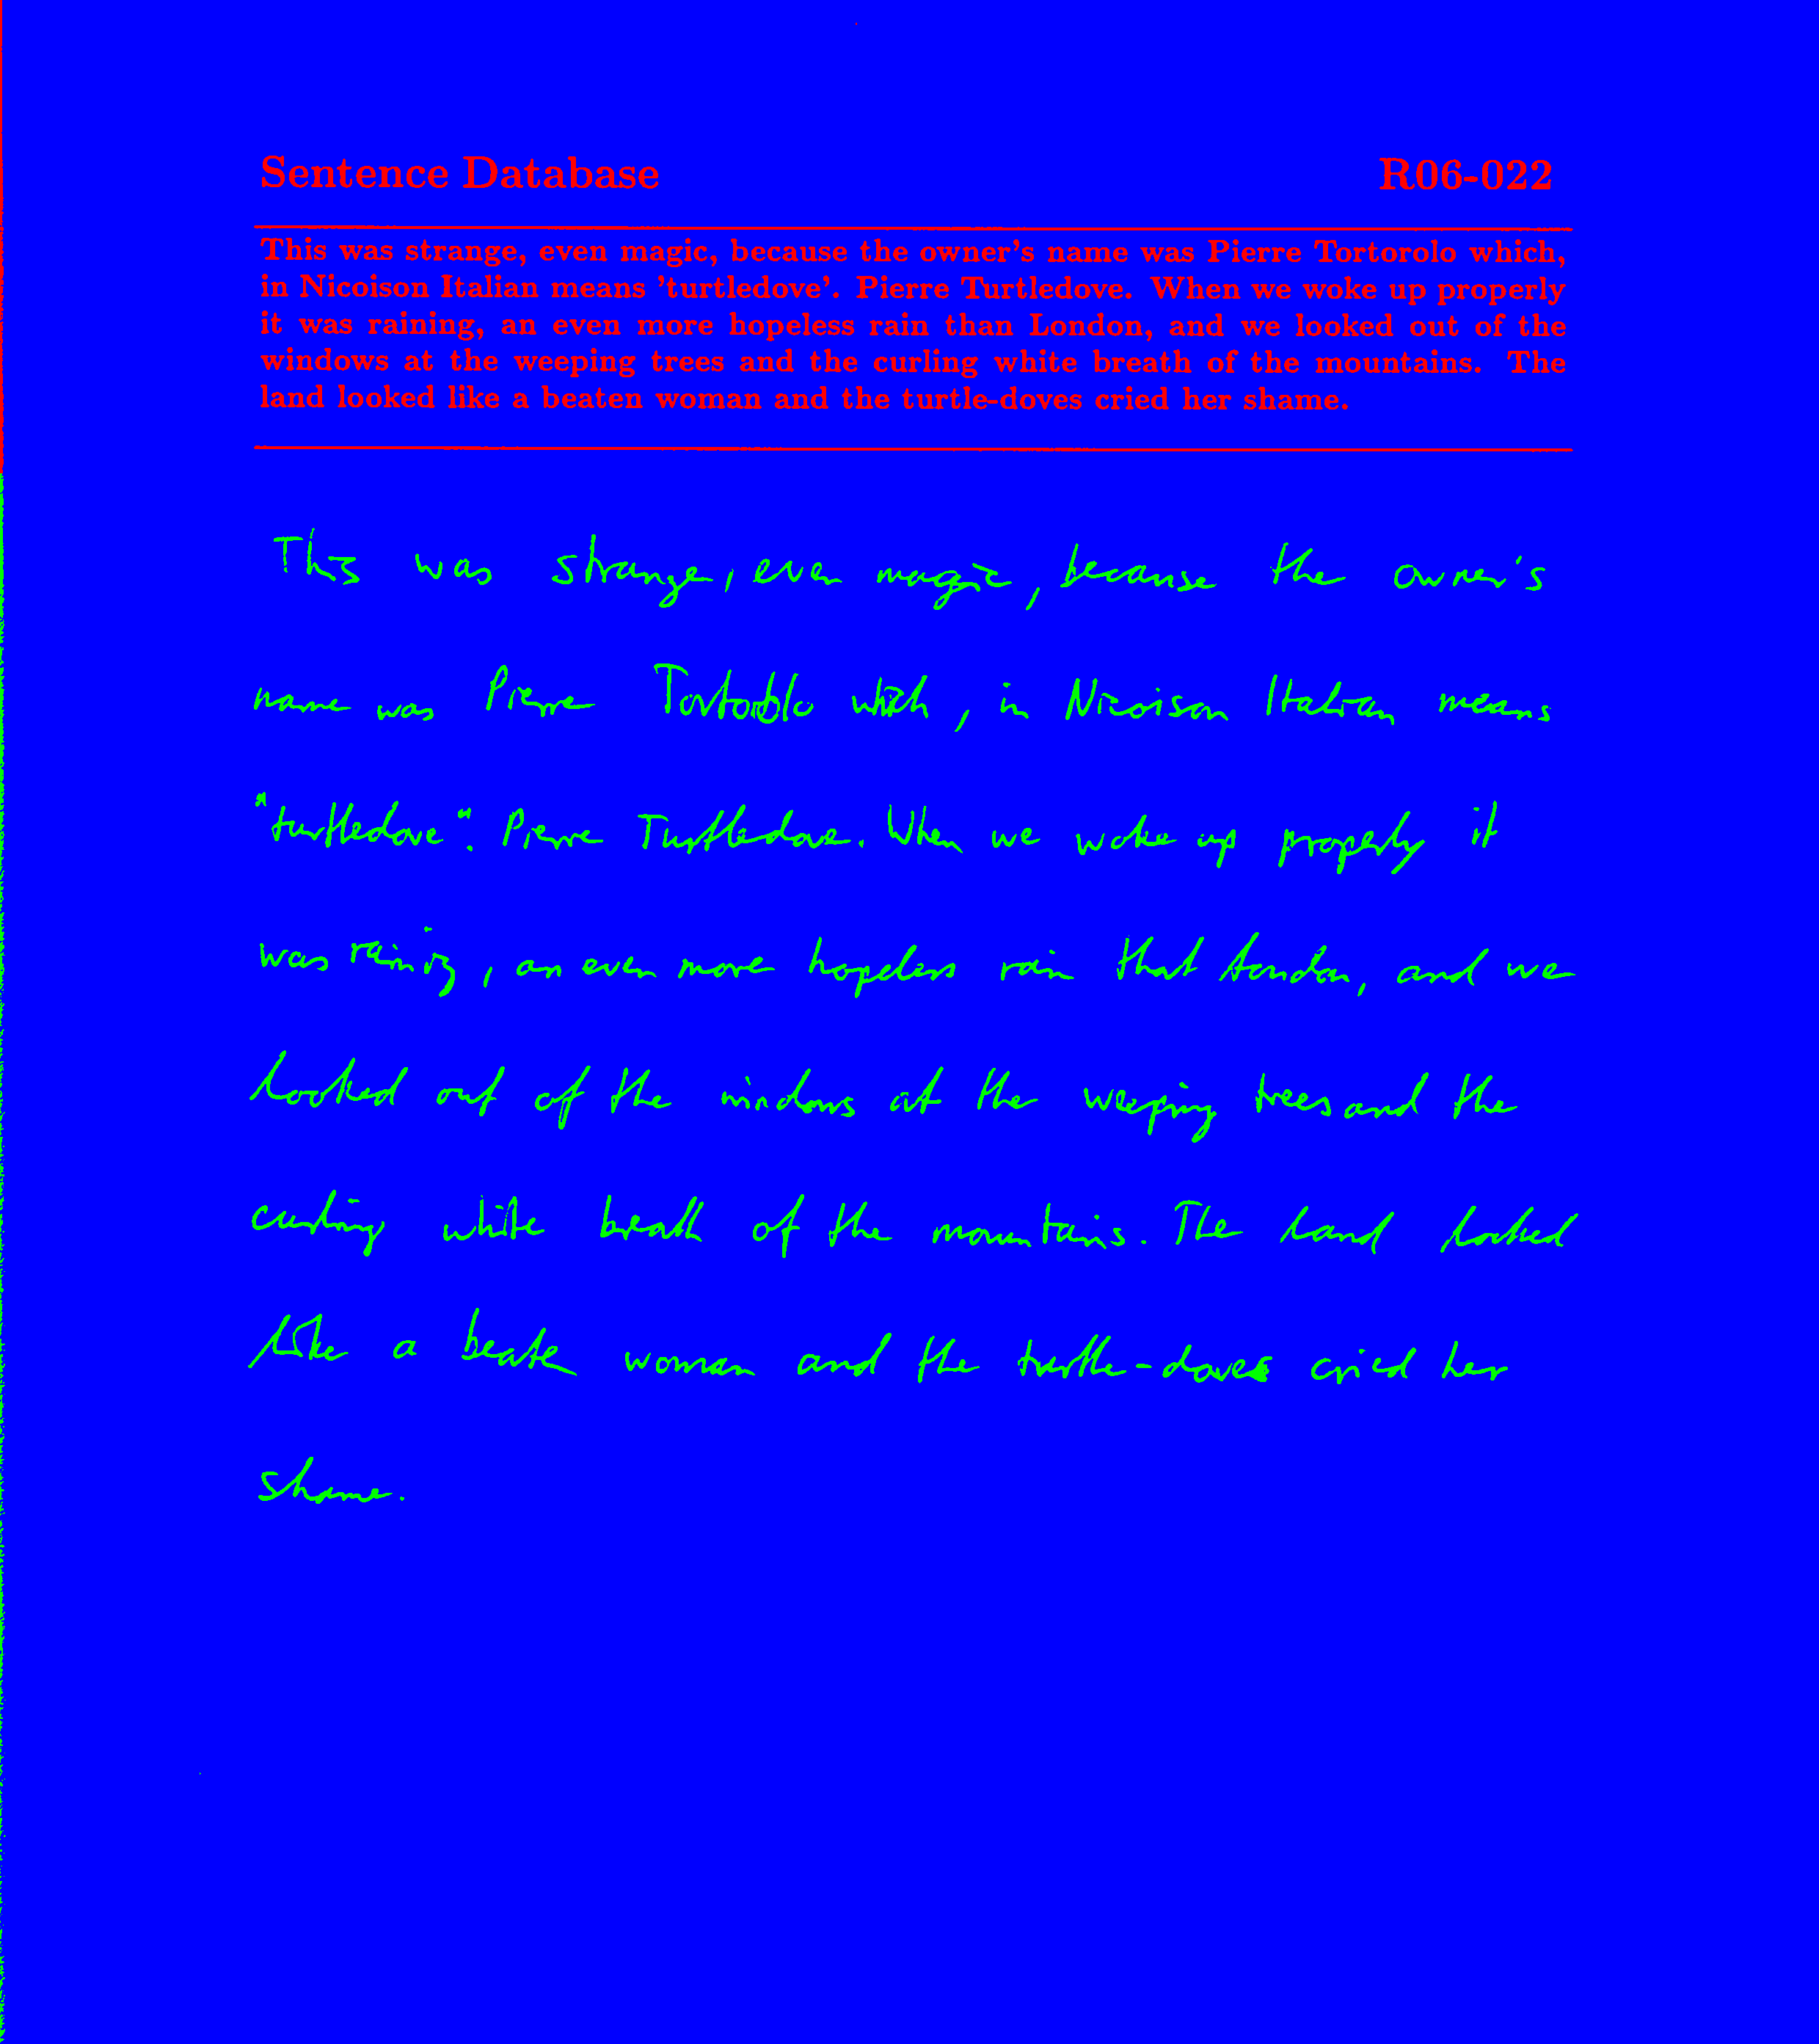 Sentence Database R06-022
This was strange, even magic, because the owner's name was Pierre Tortorolo which,
in Nicoison Italian means 'turtledove'. Pierre Turtledove. When we woke up properly
it was raining, an even more hopeless rain than London, and we looked out of the
windows at the weeping trees and the curling white breath of the mountains. The
land looked like a beaten woman and the turtle-doves cried her shame.
This was strange, even magic, because the owner's
name was Pierre Tortorolo which, in Nicoison Italian means
"turtledove". Pierre Turtledove. When we woke up properly it
was raining, an even more hopeless rain that London, and we
looked out of the windows at the weeping trees and the
curling white breath of the mountains. The land looked
like a beaten woman and the turtle-doves cried her
shame.